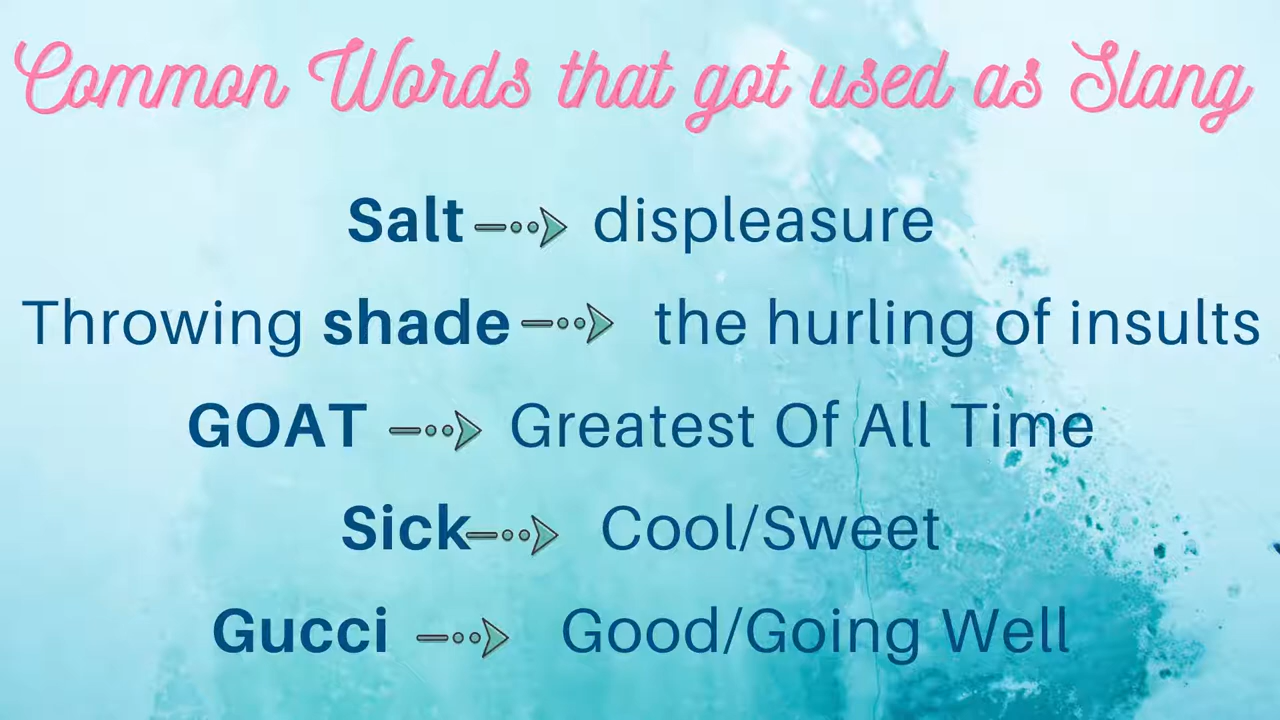 Common Words that got used as Slang
Salt displeasure
Throwing shade the hurling of insults
GOAT Greatest Of All Time
Sick Cool/Sweet
Gucci Good/Going Well